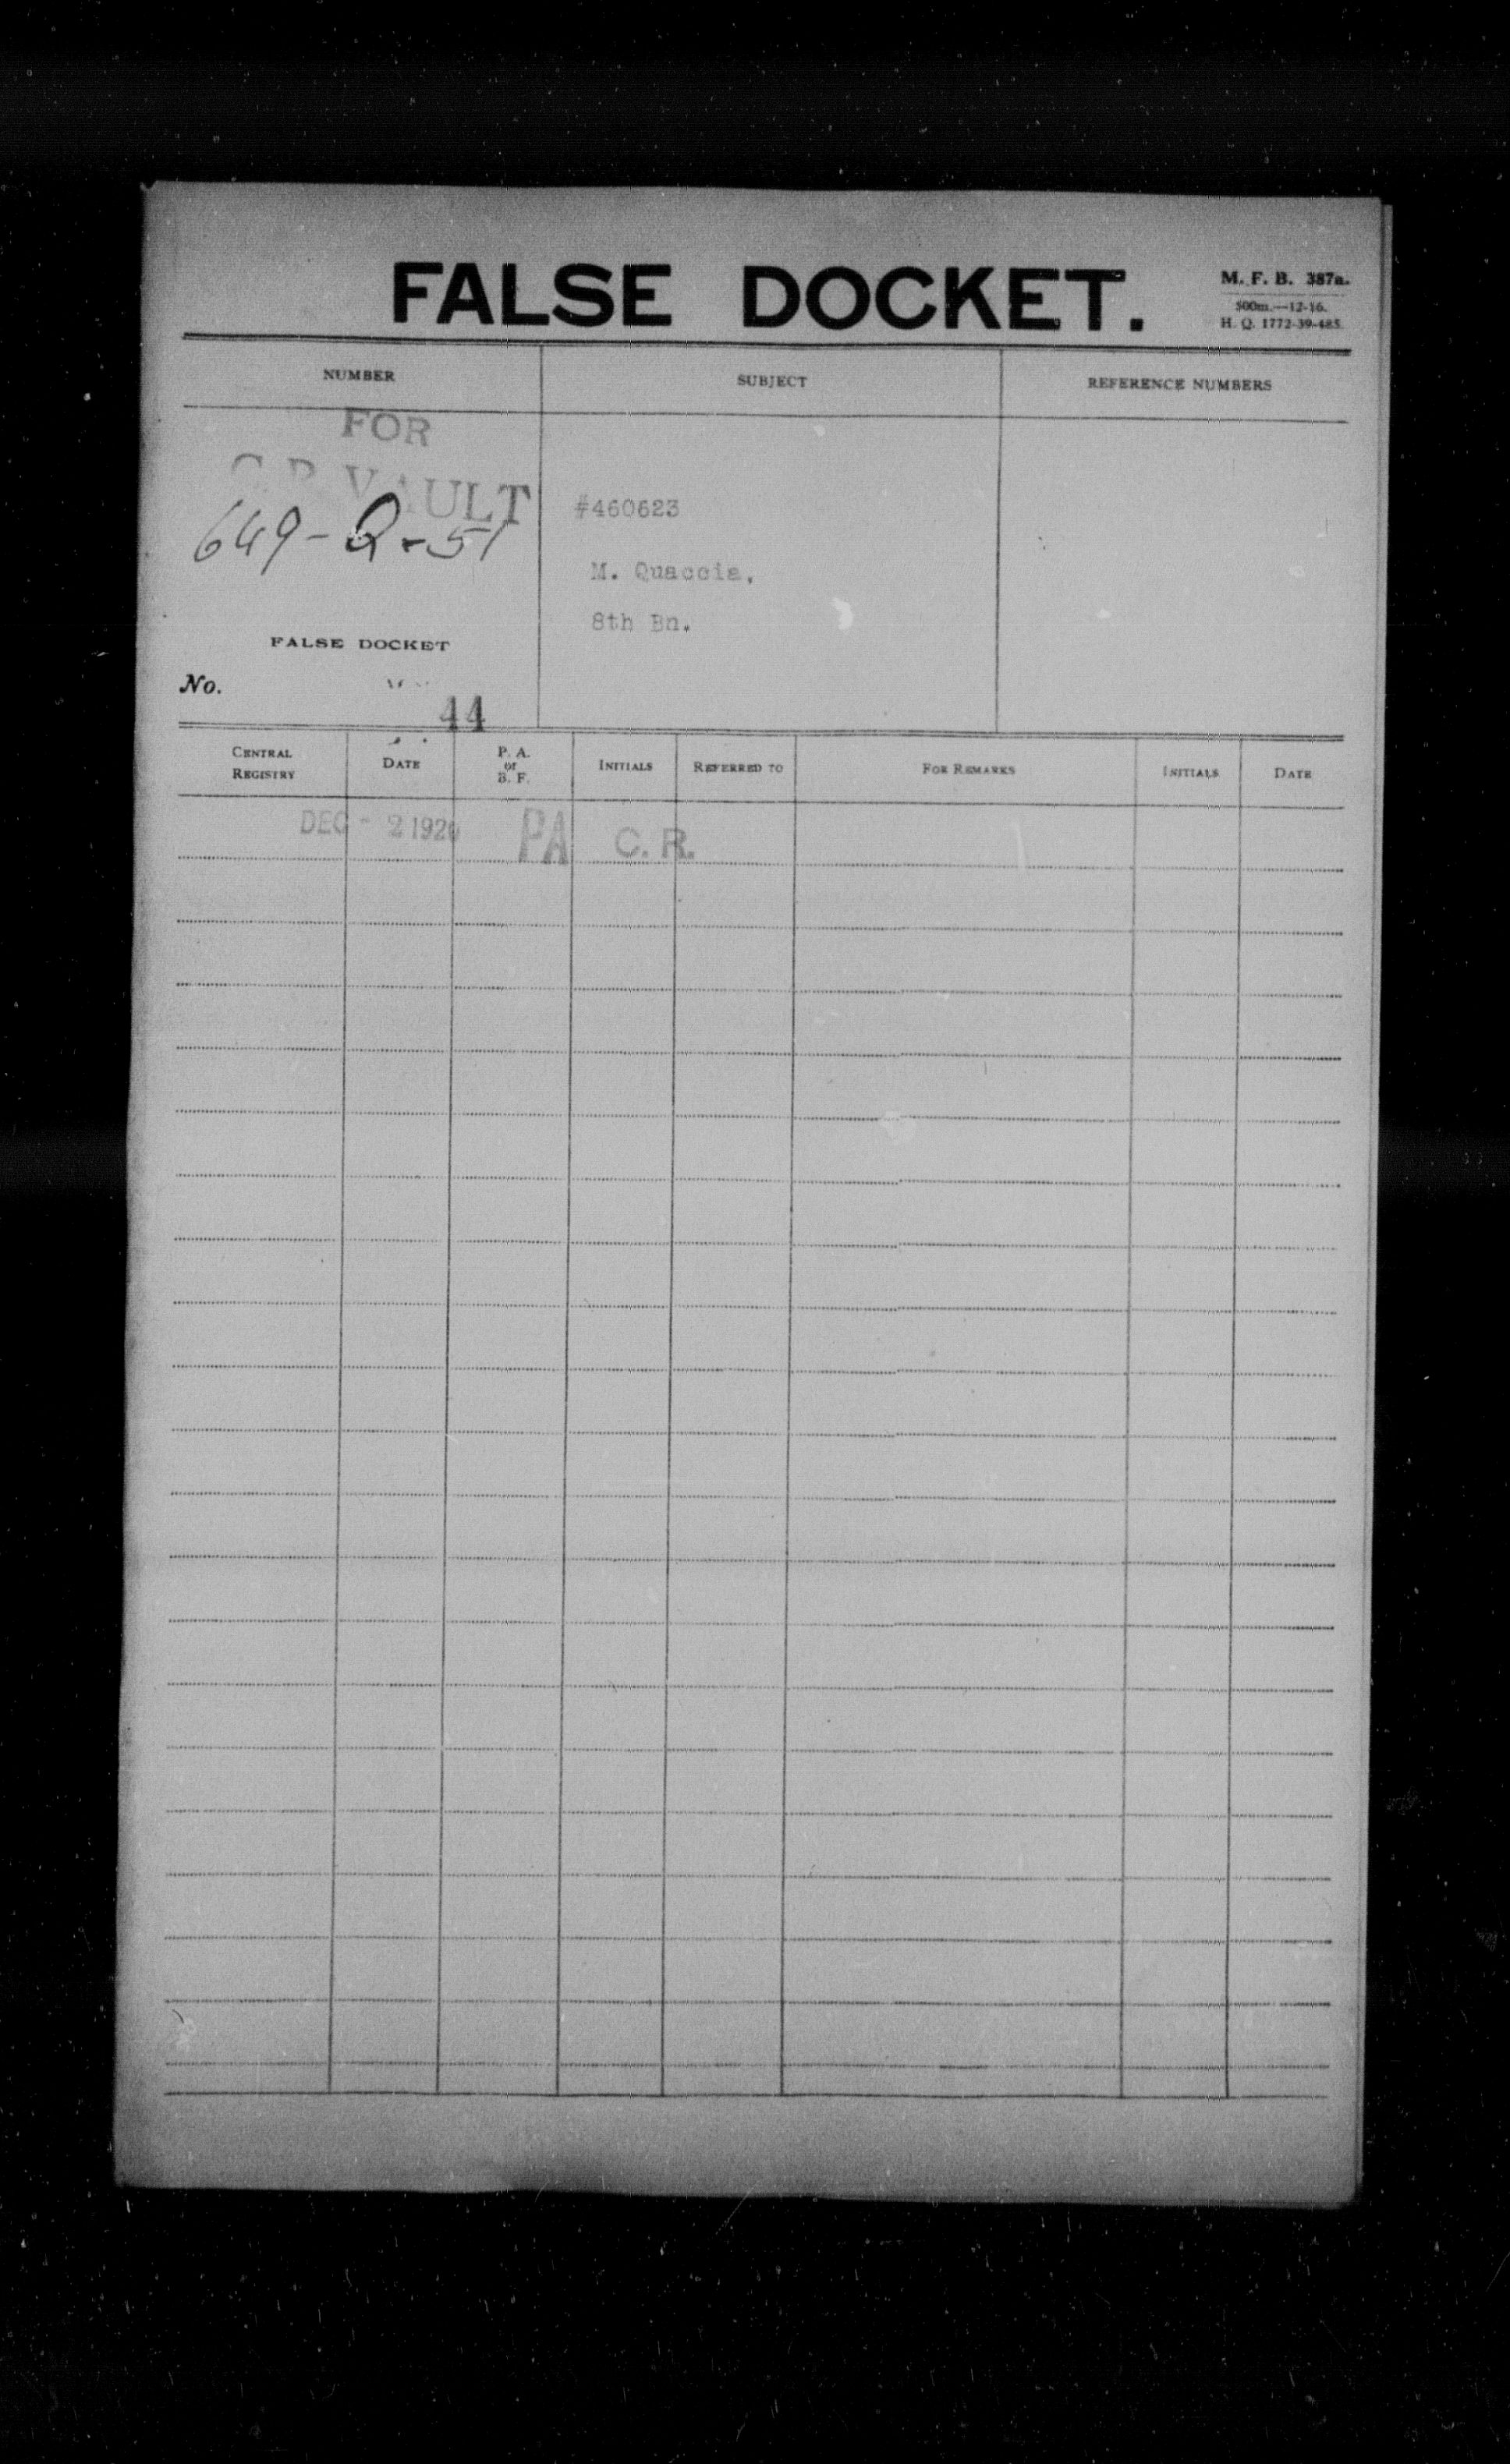 FALSE DOCKET.
M. F. B. 387a.
500m.—12-16.
H. Q. 1772-39-485.
NUMBER SUBJECT REFERENCE NUMBERS
FOR
VAULT
649-Q-51
#460623
M. Quaccia,
8th Bn.
FALSE DOCKET
No.
44
CENTRAL REGISTRY DATE P. A. or B. F. INITIALS REFERRED TO FOR REMARKS INITIALS DATE
DEC - 2 1920 PA C. R.